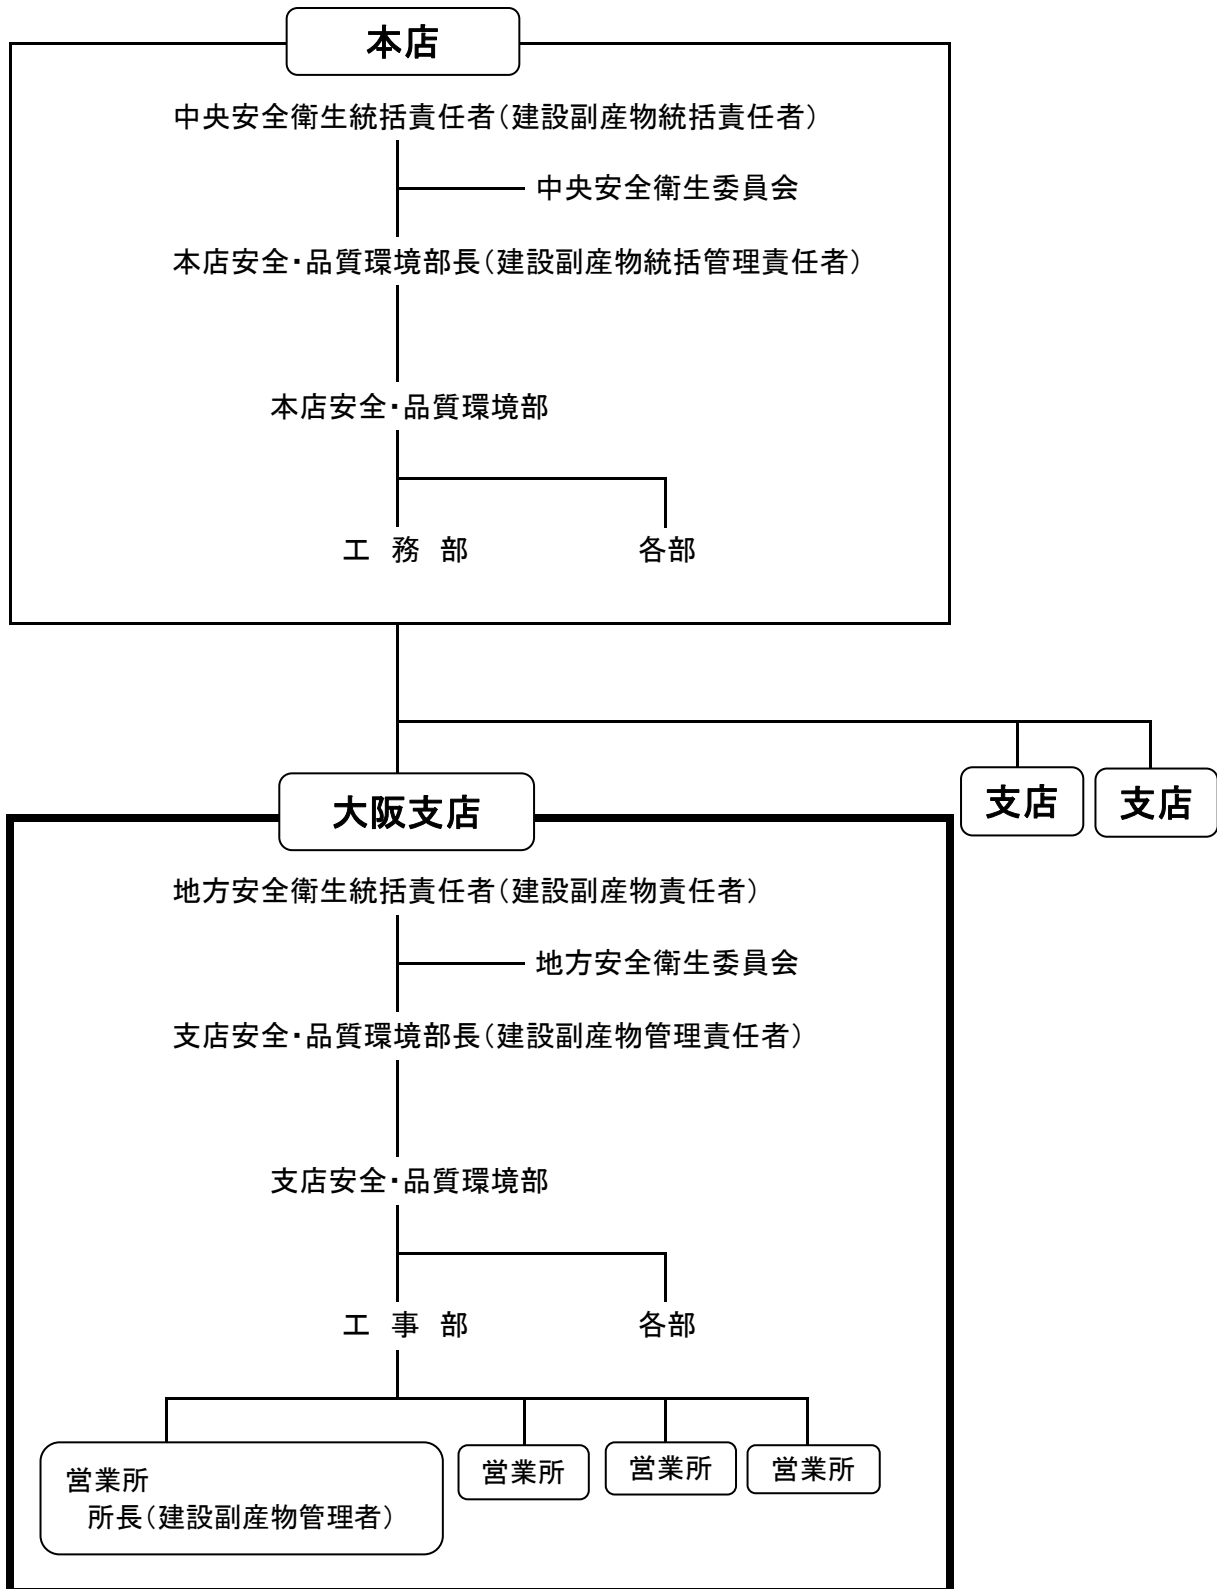 本店
中央安全衛生統括責任者（建設副産物統括責任者）
中央安全衛生委員会
本店安全・品質環境部長（建設副産物統括管理責任者）
本店安全・品質環境部
工 務 部
各部
支店
支店
大阪支店
地方安全衛生統括責任者（建設副産物責任者）
地方安全衛生委員会
支店安全・品質環境部長（建設副産物管理責任者）
支店安全・品質環境部
工 事 部
各部
営業所
所長（建設副産物管理者）
営業所
営業所
営業所